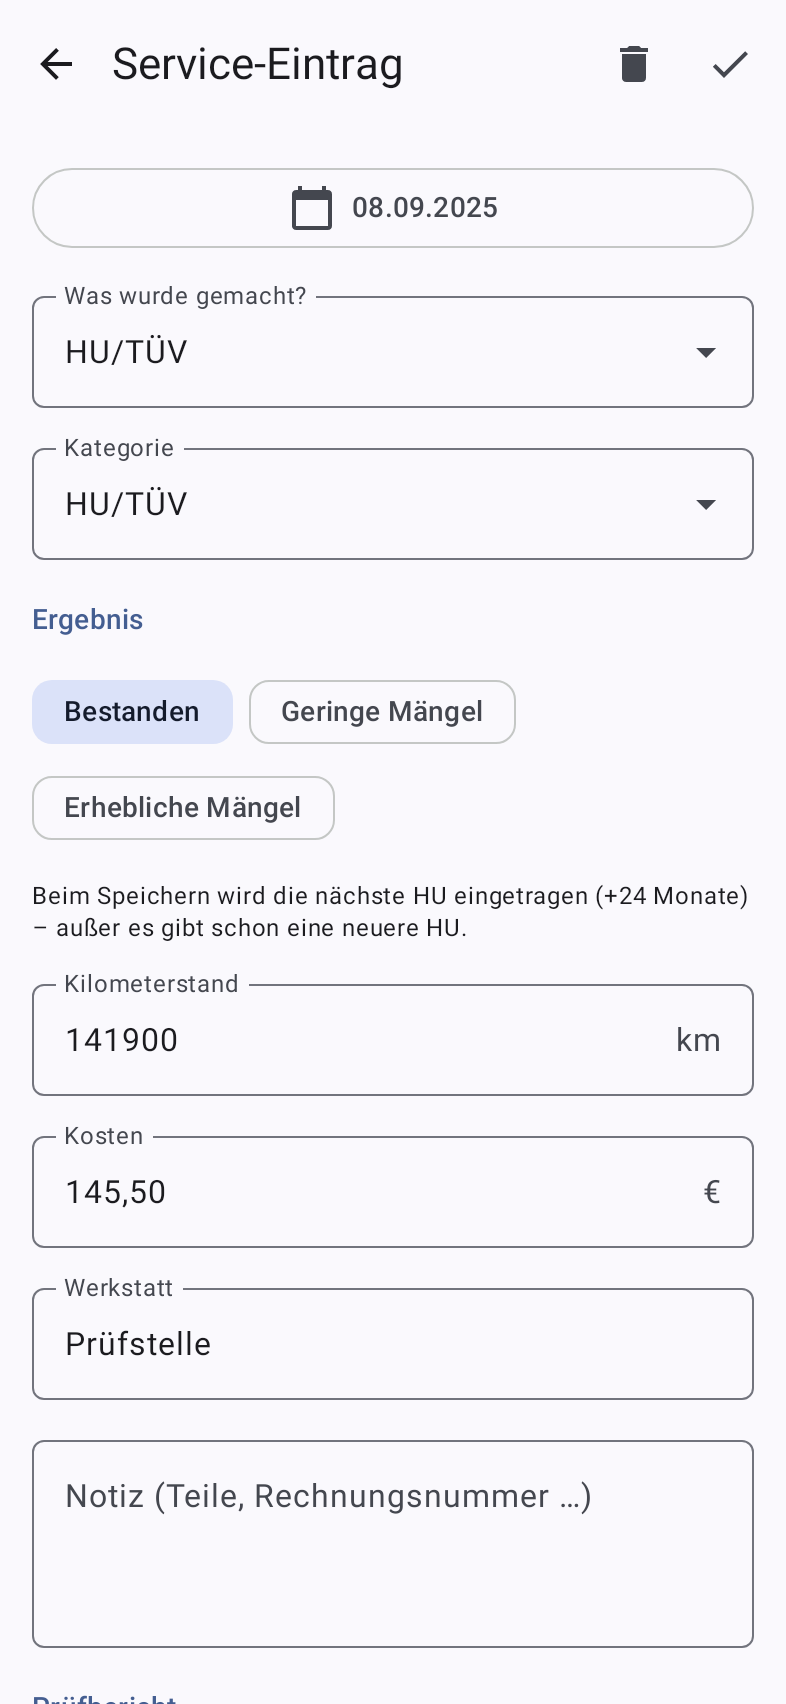 Service-Eintrag
08.09.2025
Was wurde gemacht?
HU/TÜV
Kategorie
HU/TÜV
Ergebnis
Bestanden
Geringe Mängel
Erhebliche Mängel
Beim Speichern wird die nächste HU eingetragen (+24 Monate)
– außer es gibt schon eine neuere HU.
Kilometerstand
141900 km
Kosten
145,50 €
Werkstatt
Prüfstelle
Notiz (Teile, Rechnungsnummer …)
Prüfbericht